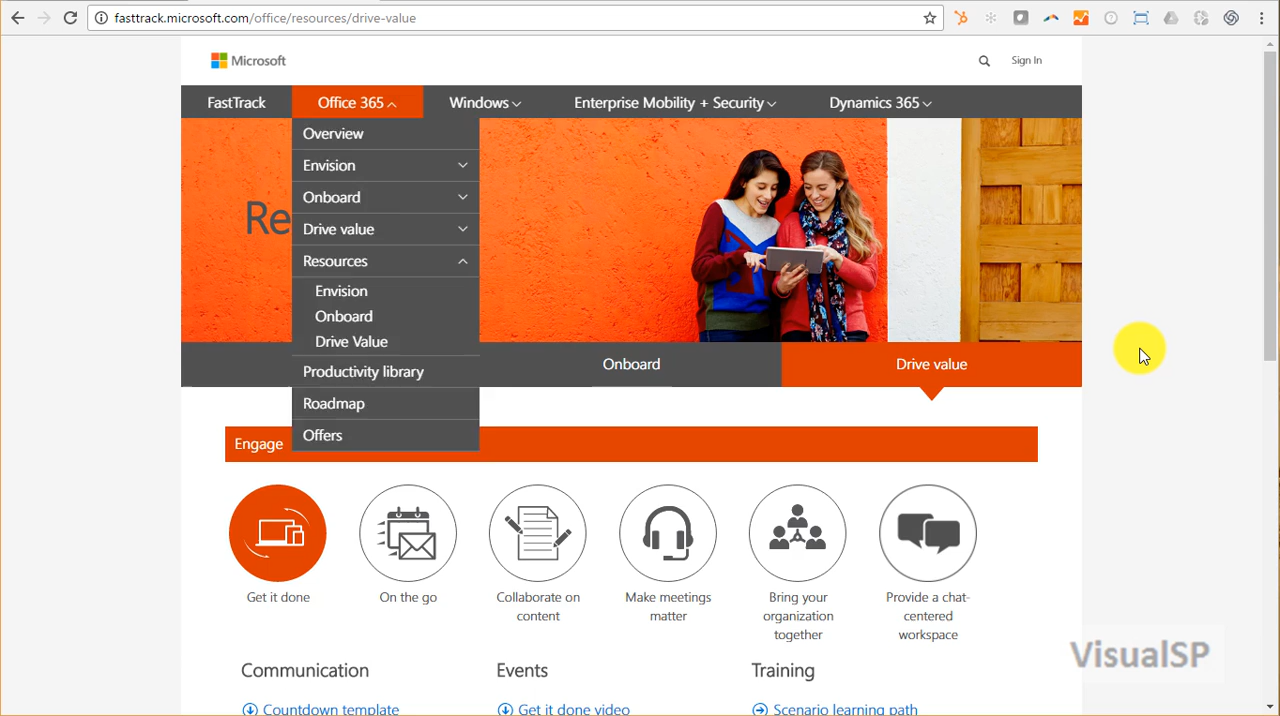 fasttrack.microsoft.com/office/resources/drive-value
Microsoft
Sign In
FastTrack
Office 365
Windows
Enterprise Mobility + Security
Dynamics 365
Overview
Envision
Onboard
Drive value
Resources
Envision
Onboard
Drive Value
Productivity library
Roadmap
Offers
Re
Onboard
Drive value
Engage
Get it done
On the go
Collaborate on
content
Make meetings
matter
Bring your
organization
together
Provide a chat-
centered
workspace
Communication
Events
Training
Countdown template
Get it done video
Scenario learning path
VisualSP